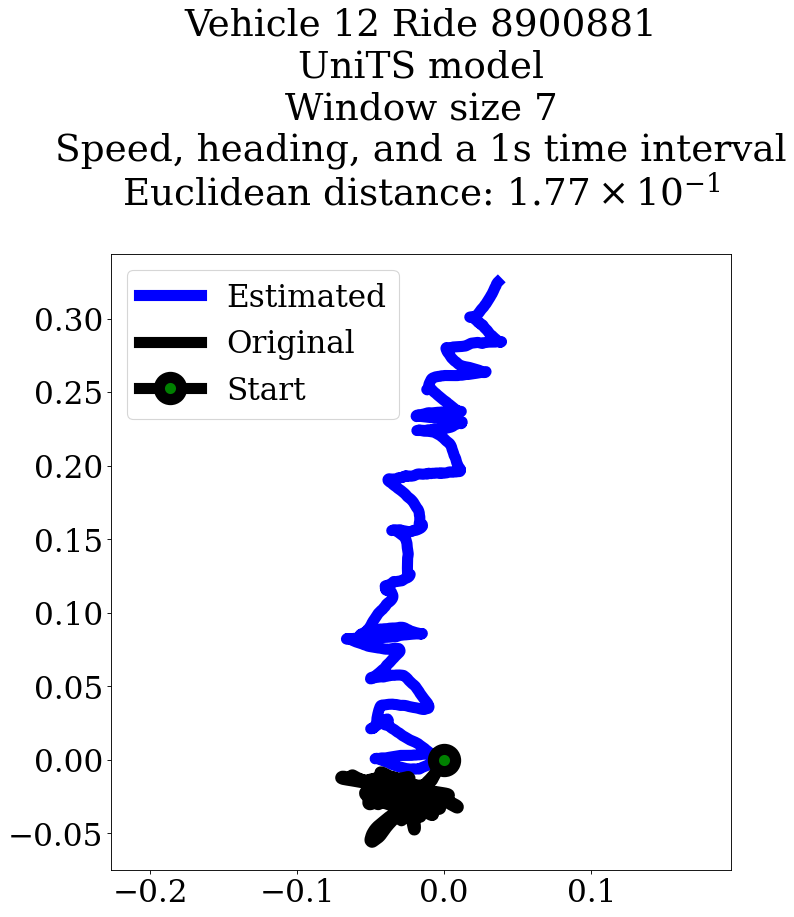 Vehicle 12 Ride 8900881
UniTS model
Window size 7
Speed, heading, and a 1s time interval
Euclidean distance: 1.77 × 10⁻¹
Estimated
Original
Start
0.30
0.25
0.20
0.15
0.10
0.05
0.00
−0.05
−0.2 −0.1 0.0 0.1